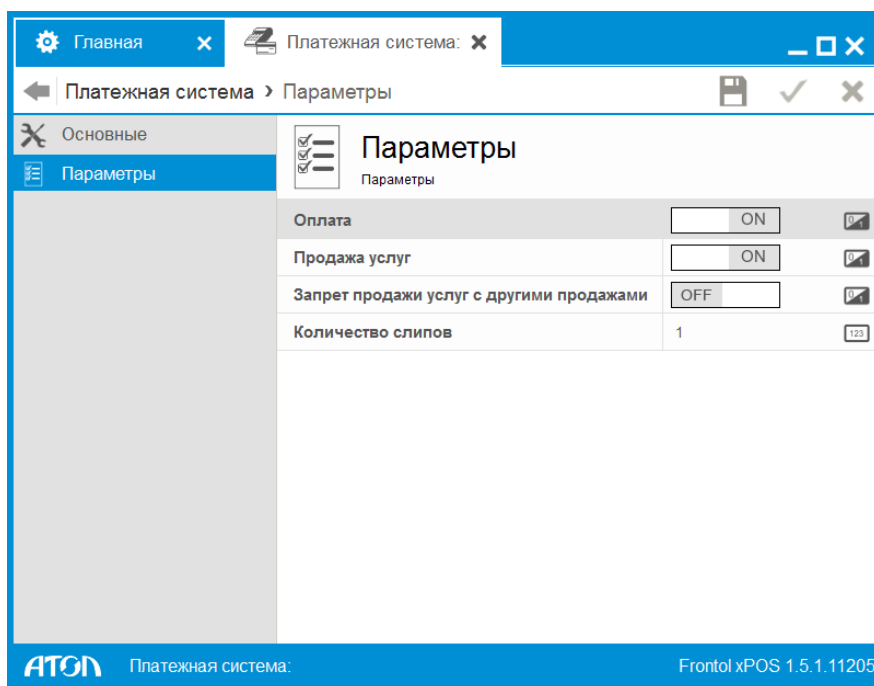 Главная
Платежная система:
Платежная система › Параметры
Основные
Параметры
Параметры
Параметры
Оплата ON
Продажа услуг ON
Запрет продажи услуг с другими продажами OFF
Количество слипов 1 123
АТОЛ Платежная система: Frontol xPOS 1.5.1.11205